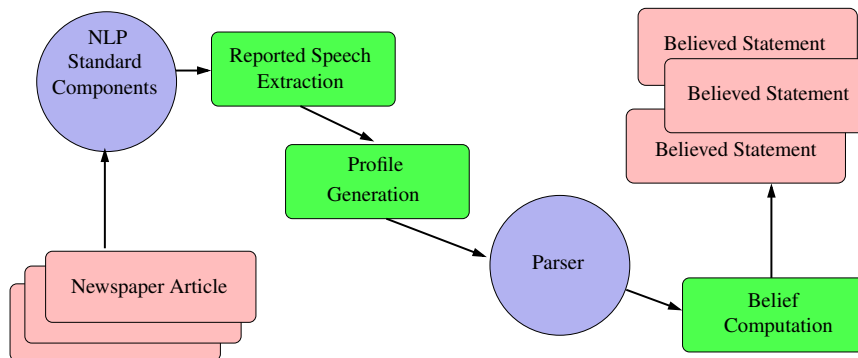 NLP
Standard
Components
Reported Speech
Extraction
Profile
Generation
Parser
Belief
Computation
Believed Statement
Believed Statement
Believed Statement
Newspaper Article